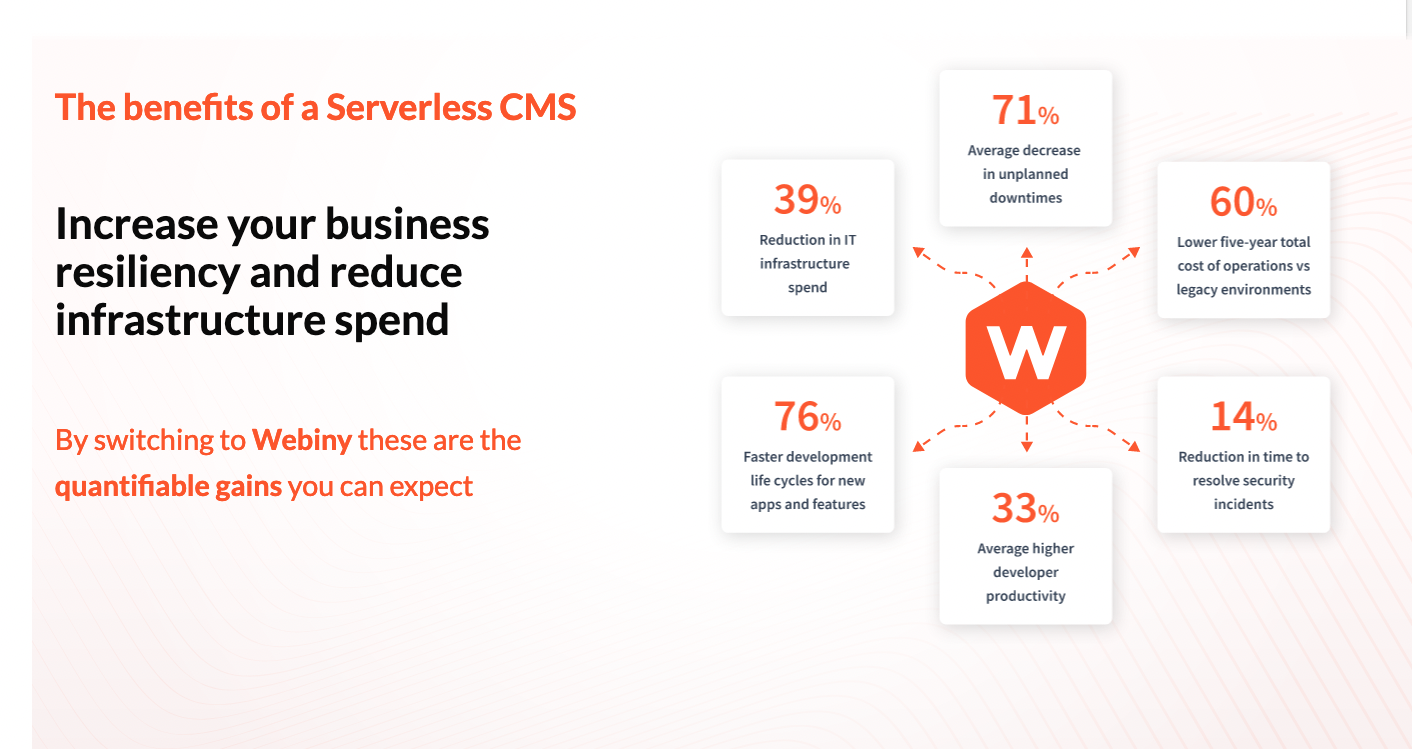 The benefits of a Serverless CMS
Increase your business
resiliency and reduce
infrastructure spend
By switching to Webiny these are the
quantifiable gains you can expect
71%
Average decrease
in unplanned
downtimes
39%
Reduction in IT
infrastructure
spend
60%
Lower five-year total
cost of operations vs
legacy environments
W
76%
Faster development
life cycles for new
apps and features
14%
Reduction in time to
resolve security
incidents
33%
Average higher
developer
productivity